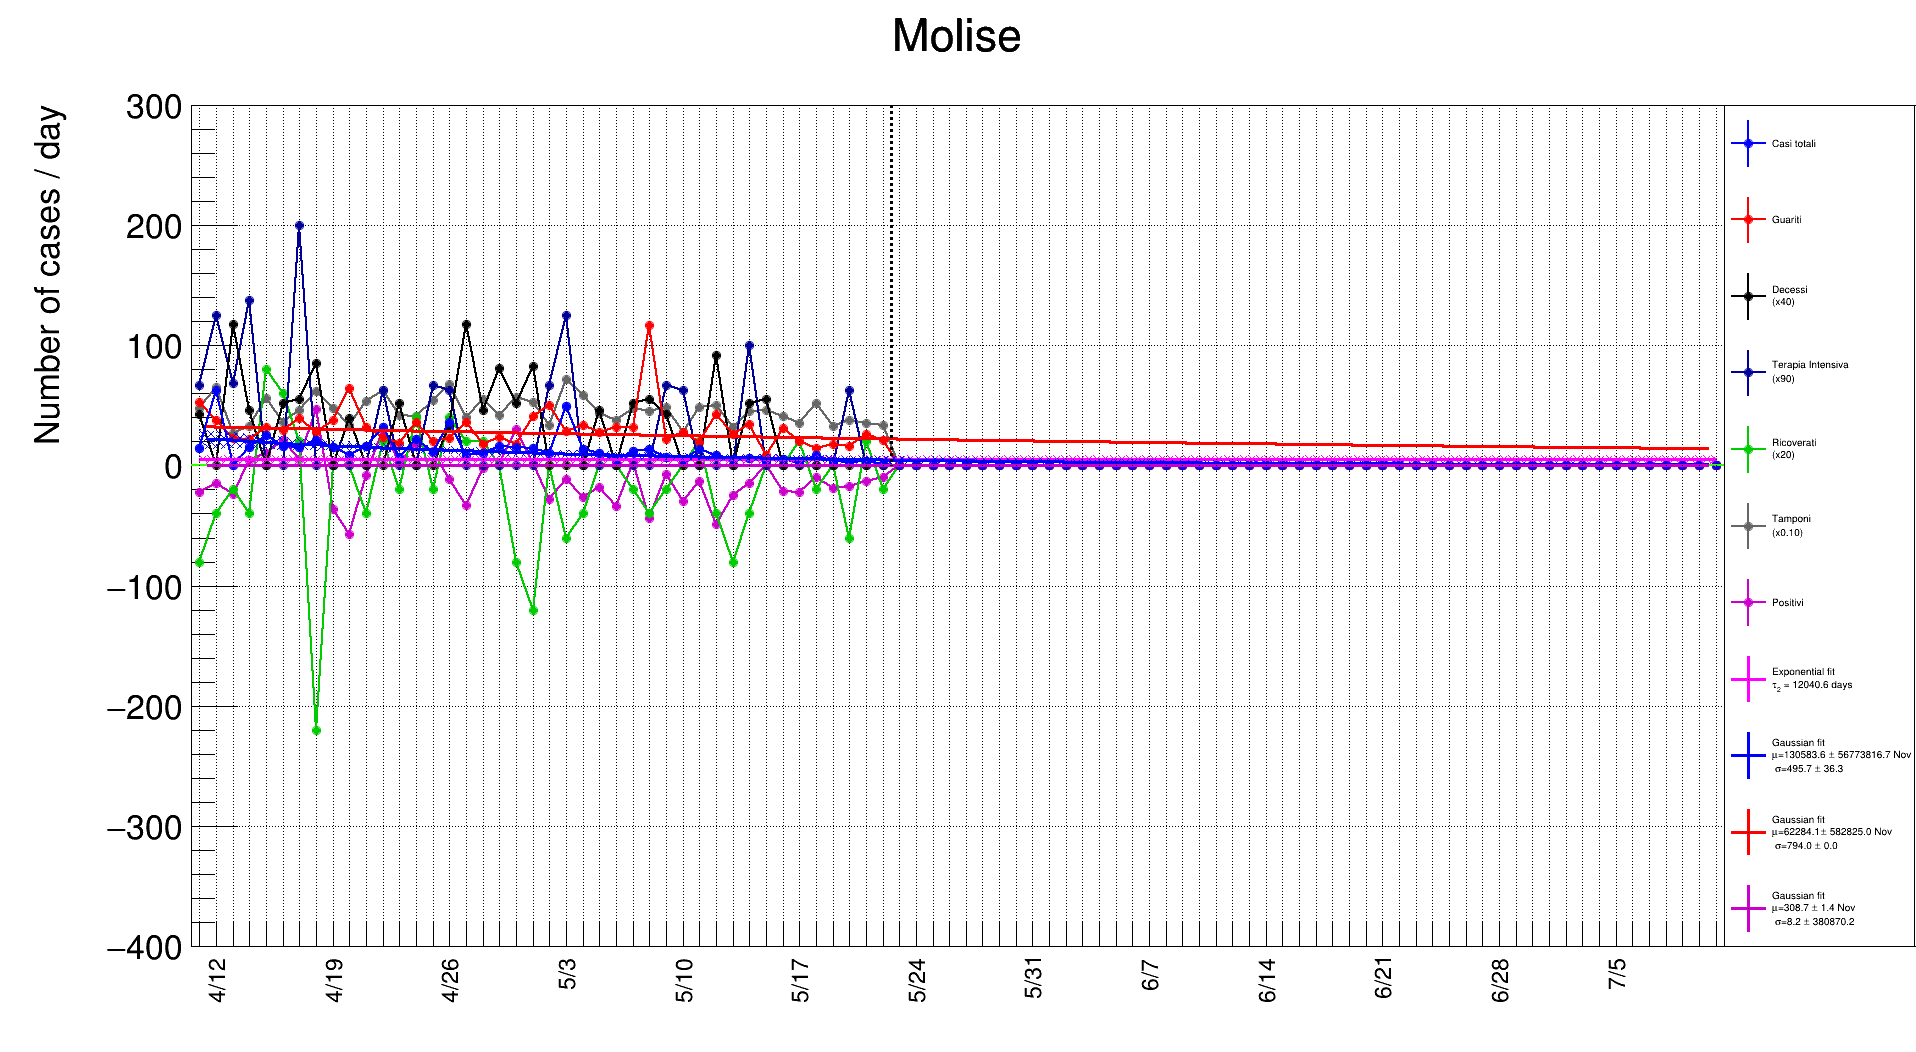 Molise
Number of cases / day
300
200
100
0
−100
−200
−300
−400
4/12
4/19
4/26
5/3
5/10
5/17
5/24
5/31
6/7
6/14
6/21
6/28
7/5
Casi totali
Guariti
Decessi
(x40)
Terapia Intensiva
(x90)
Ricoverati
(x20)
Tamponi
(x0.10)
Positivi
Exponential fit
τ2 = 12040.6 days
Gaussian fit
μ=130583.6 ± 56773816.7 Nov
σ=495.7 ± 36.3
Gaussian fit
μ=62284.1± 582825.0 Nov
σ=794.0 ± 0.0
Gaussian fit
μ=308.7 ± 1.4 Nov
σ=8.2 ± 380870.2